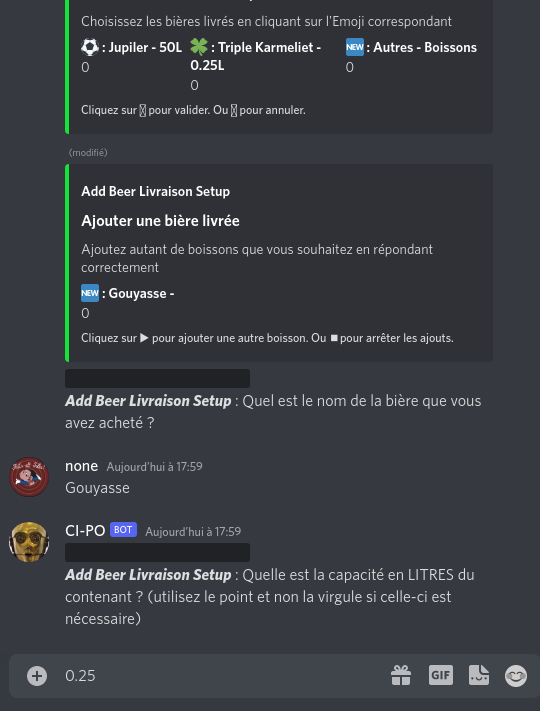 Choisissez les bières livrés en cliquant sur l'Emoji correspondant
⚽ : Jupiler - 50L
0
🍀 : Triple Karmeliet -
0.25L
0
🆕 : Autres - Boissons
0
Cliquez sur ▯ pour valider. Ou ▯ pour annuler.
(modifié)
Add Beer Livraison Setup
Ajouter une bière livrée
Ajoutez autant de boissons que vous souhaitez en répondant
correctement
🆕 : Gouyasse -
0
Cliquez sur ▶ pour ajouter une autre boisson. Ou ⏹ pour arrêter les ajouts.
Add Beer Livraison Setup : Quel est le nom de la bière que vous
avez acheté ?
none Aujourd'hui à 17:59
Gouyasse
CI-PO BOT Aujourd'hui à 17:59
Add Beer Livraison Setup : Quelle est la capacité en LITRES du
contenant ? (utilisez le point et non la virgule si celle-ci est
nécessaire)
0.25
GIF